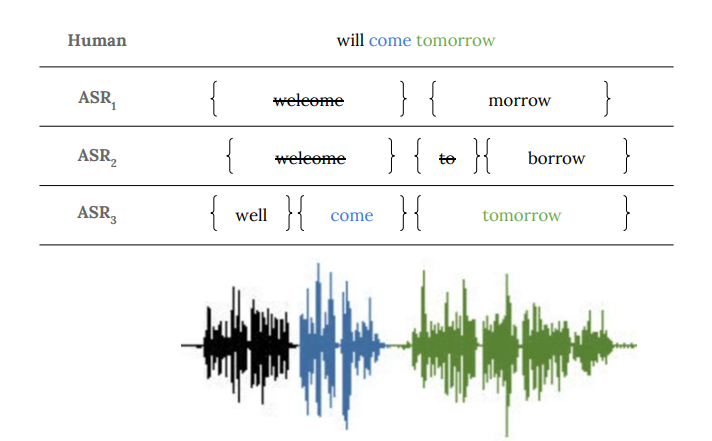 Human will come tomorrow
ASR1 { welcome } { morrow }
ASR2 { welcome } { to } { borrow }
ASR3 { well } { come } { tomorrow }